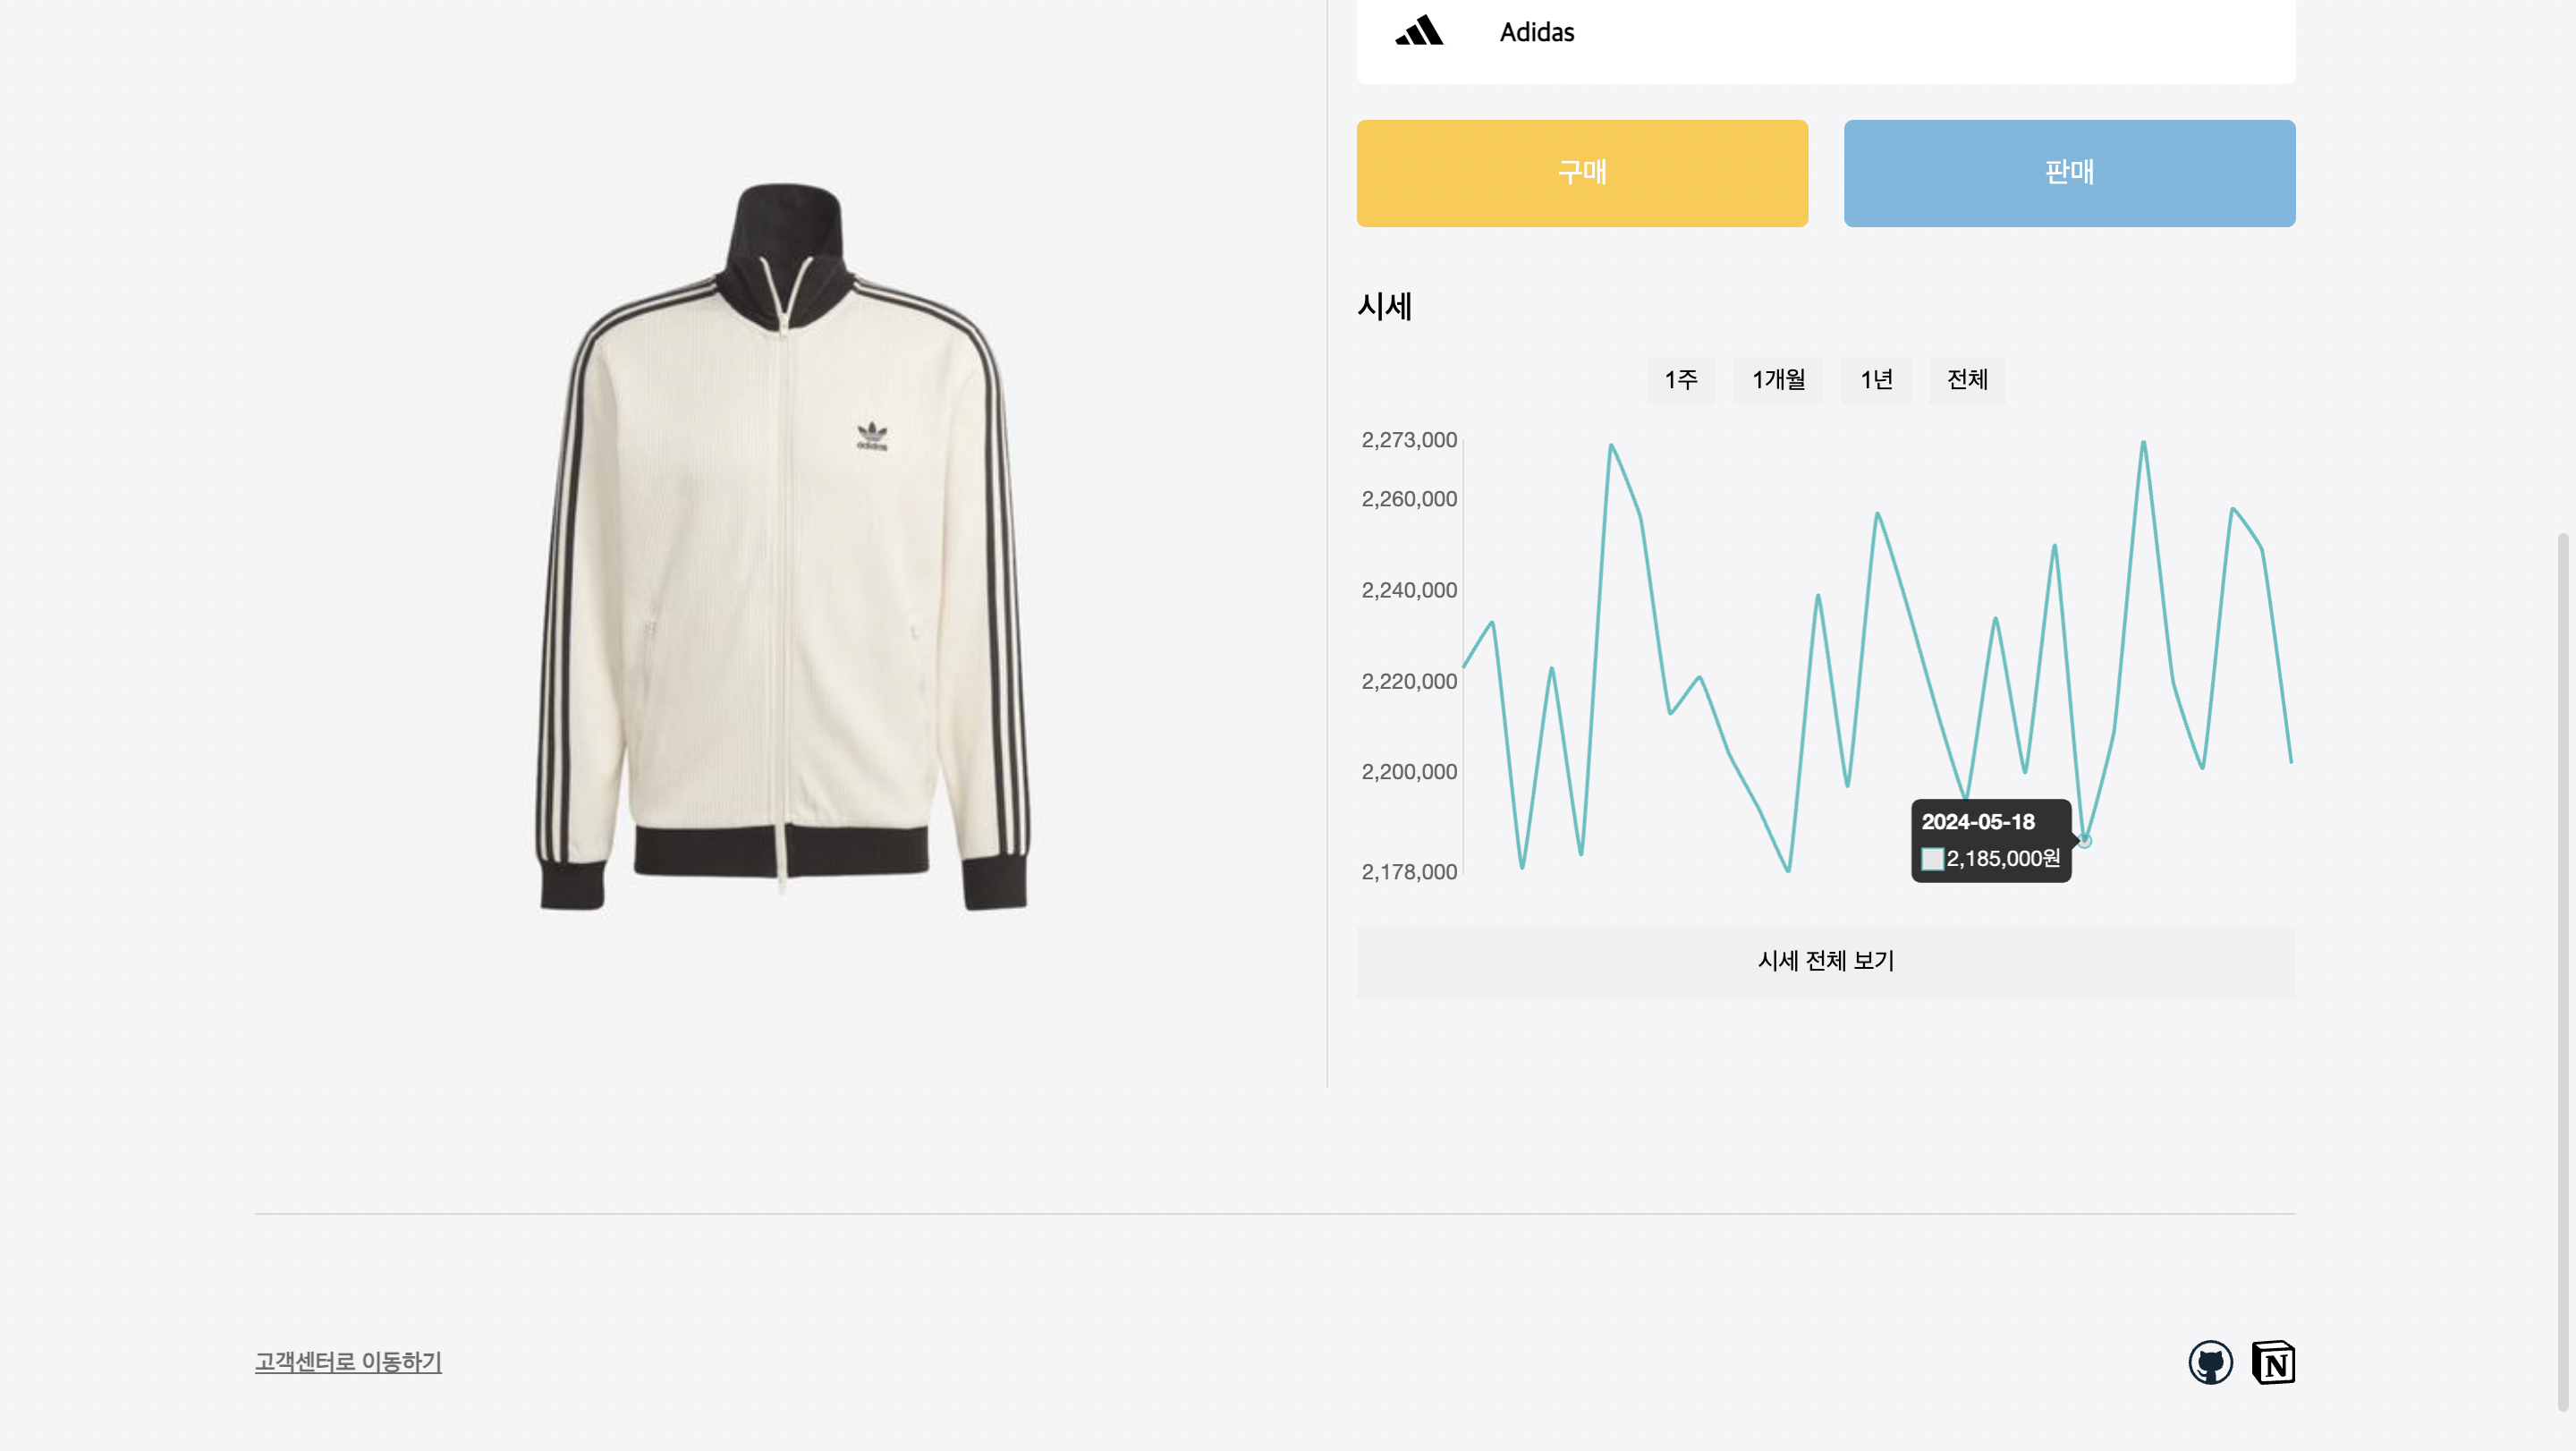 Adidas
구매
판매
시세
1주
1개월
1년
전체
2,273,000
2,260,000
2,240,000
2,220,000
2,200,000
2,178,000
2024-05-18
2,185,000원
adidas
시세 전체 보기
고객센터로 이동하기
N